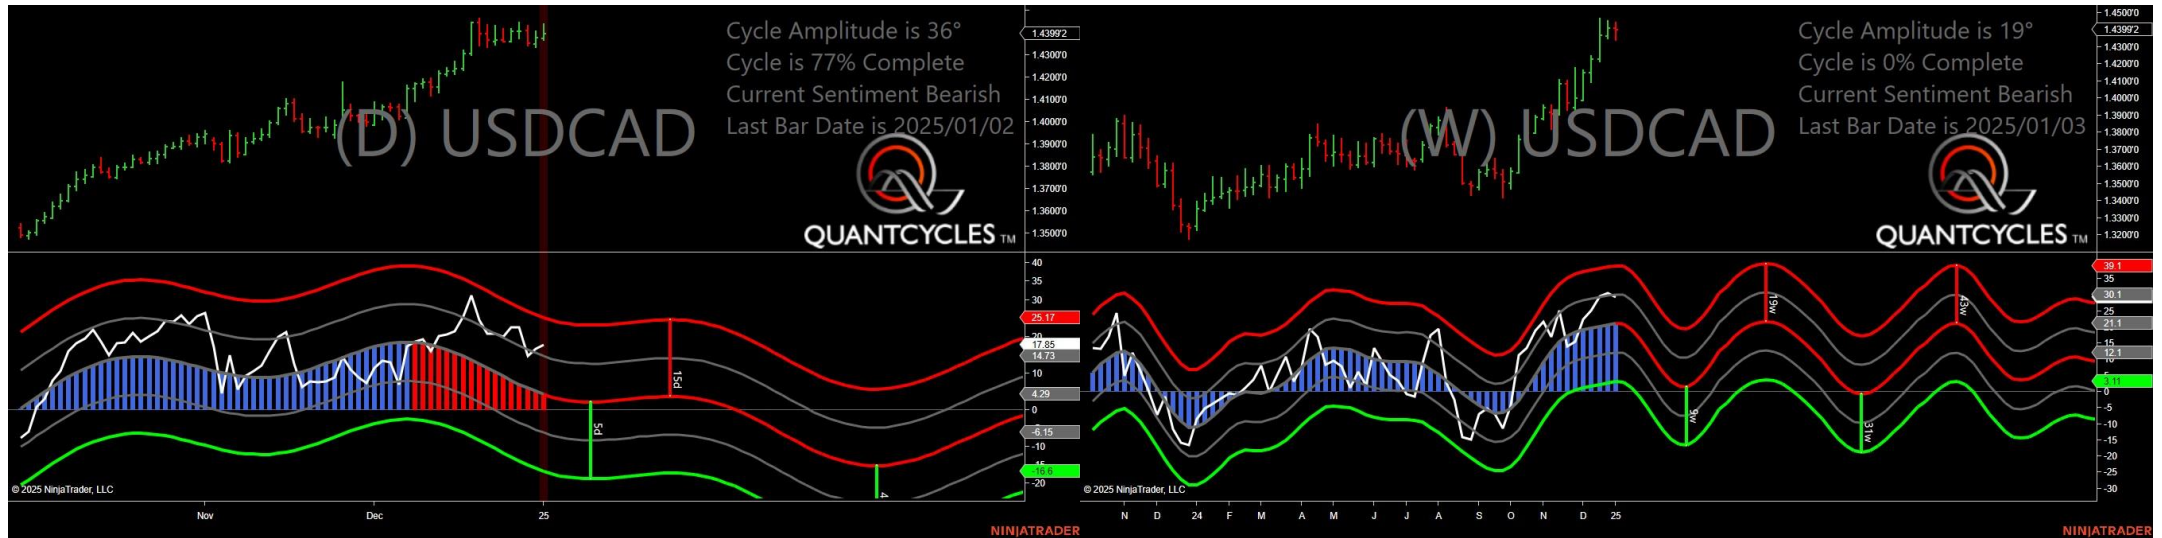 Cycle Amplitude is 36°
Cycle is 77% Complete
Current Sentiment Bearish
Last Bar Date is 2025/01/02
(D) USDCAD
QUANTCYCLES TM
1.4399'2
1.4300'0
1.4200'0
1.4100'0
1.4000'0
1.3900'0
1.3800'0
1.3700'0
1.3600'0
1.3500'0
40
35
30
25.17
20
17.85
14.73
10
4.29
0
-6.15
-10
-15
-16.6
-20
15d
5d
4
© 2025 NinjaTrader, LLC
Nov
Dec
25
NINJATRADER
Cycle Amplitude is 19°
Cycle is 0% Complete
Current Sentiment Bearish
Last Bar Date is 2025/01/03
(W) USDCAD
QUANTCYCLES TM
1.4500'0
1.4399'2
1.4300'0
1.4200'0
1.4100'0
1.4000'0
1.3900'0
1.3800'0
1.3700'0
1.3600'0
1.3500'0
1.3400'0
1.3300'0
1.3200'0
39.1
35
30.1
25
21.1
15
12.1
3.11
0
-5
-10
-15
-20
-25
-30
19w
43w
9w
31w
© 2025 NinjaTrader, LLC
N D 24 F M A M J J A S O N D 25
NINJATRADER